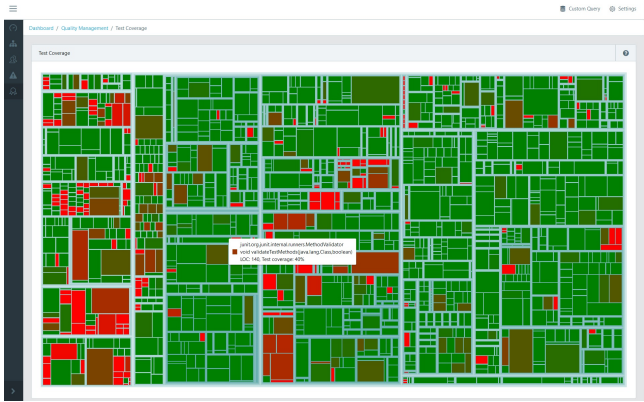 Custom Query Settings
Dashboard / Quality Management / Test Coverage
Test Coverage
junit:org.junit.internal.runners.MethodValidator
void validateTestMethods(java.lang.Class,boolean)
LOC: 140, Test coverage: 40%